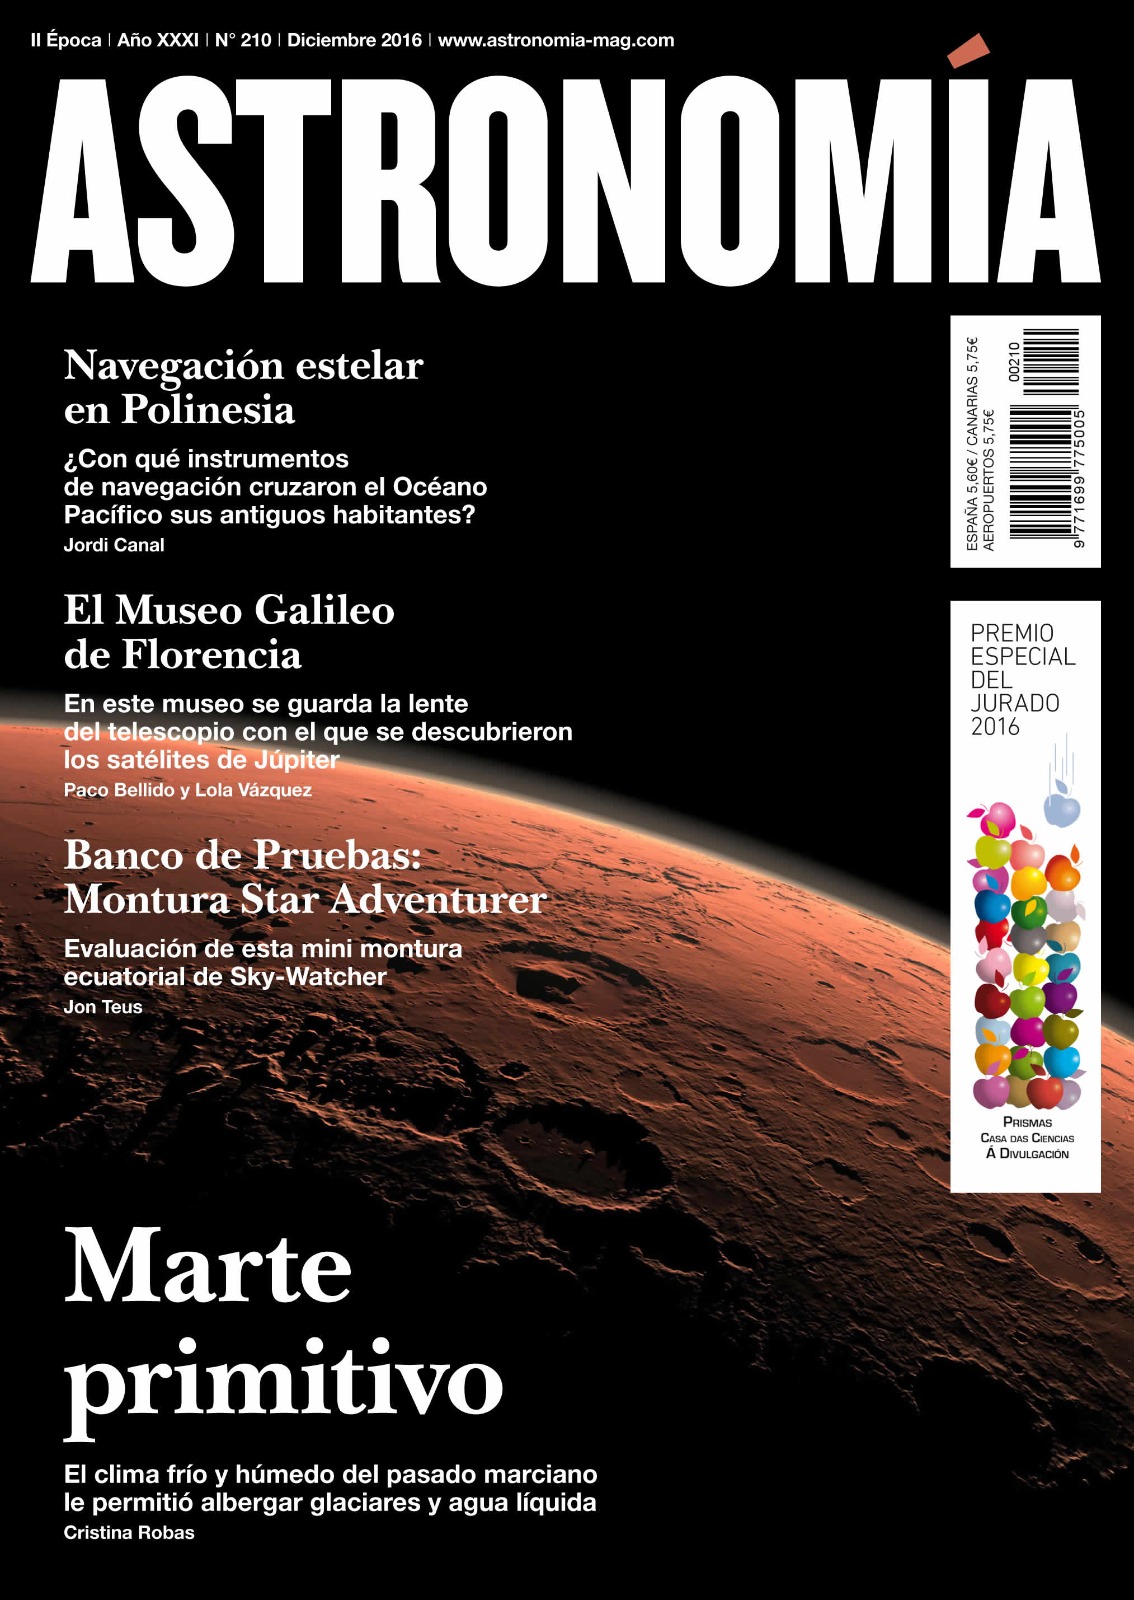 II Época | Año XXXI | N° 210 | Diciembre 2016 | www.astronomia-mag.com
ASTRONOMÍA
Navegación estelar
en Polinesia
¿Con qué instrumentos
de navegación cruzaron el Océano
Pacífico sus antiguos habitantes?
Jordi Canal
El Museo Galileo
de Florencia
En este museo se guarda la lente
del telescopio con el que se descubrieron
los satélites de Júpiter
Paco Bellido y Lola Vázquez
Banco de Pruebas:
Montura Star Adventurer
Evaluación de esta mini montura
ecuatorial de Sky-Watcher
Jon Teus
Marte
primitivo
El clima frío y húmedo del pasado marciano
le permitió albergar glaciares y agua líquida
Cristina Robas
ESPAÑA 5,60€ / CANARIAS 5,75€
AEROPUERTOS 5,75€
00210
9 771699 775005
PREMIO
ESPECIAL
DEL
JURADO
2016
PRISMAS
CASA DAS CIENCIAS
Á DIVULGACIÓN